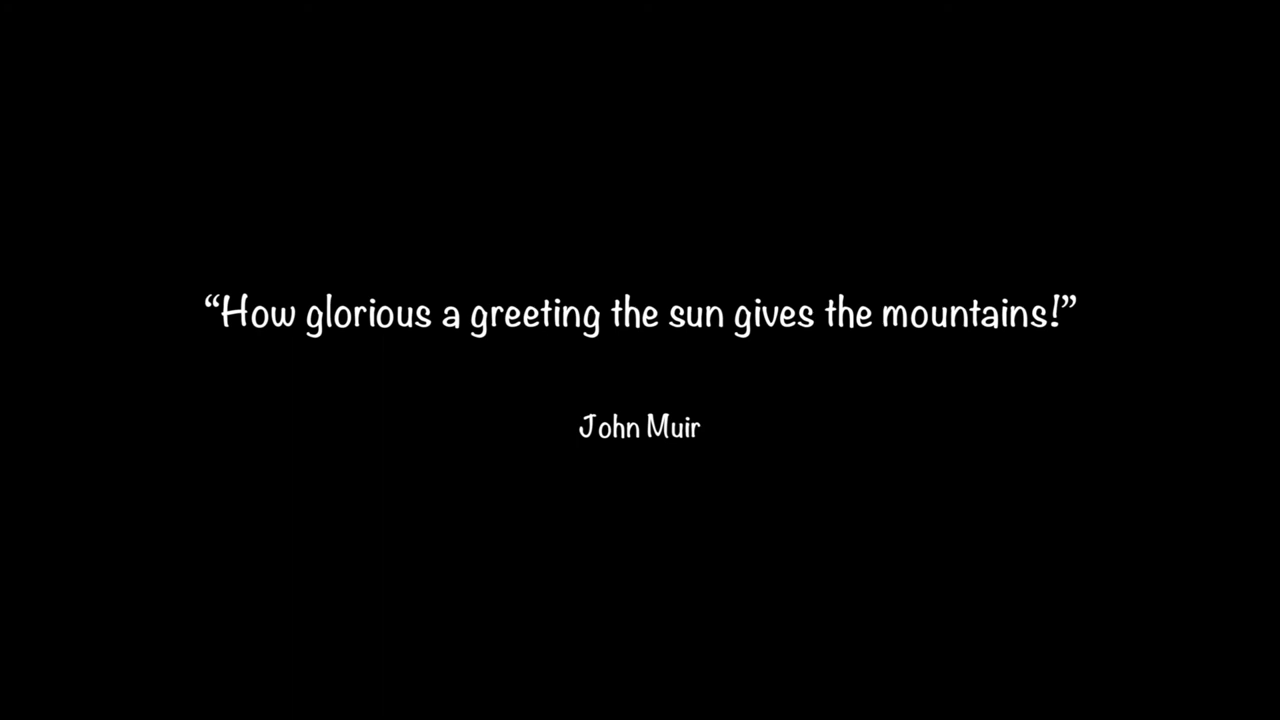 “How glorious a greeting the sun gives the mountains!”
John Muir